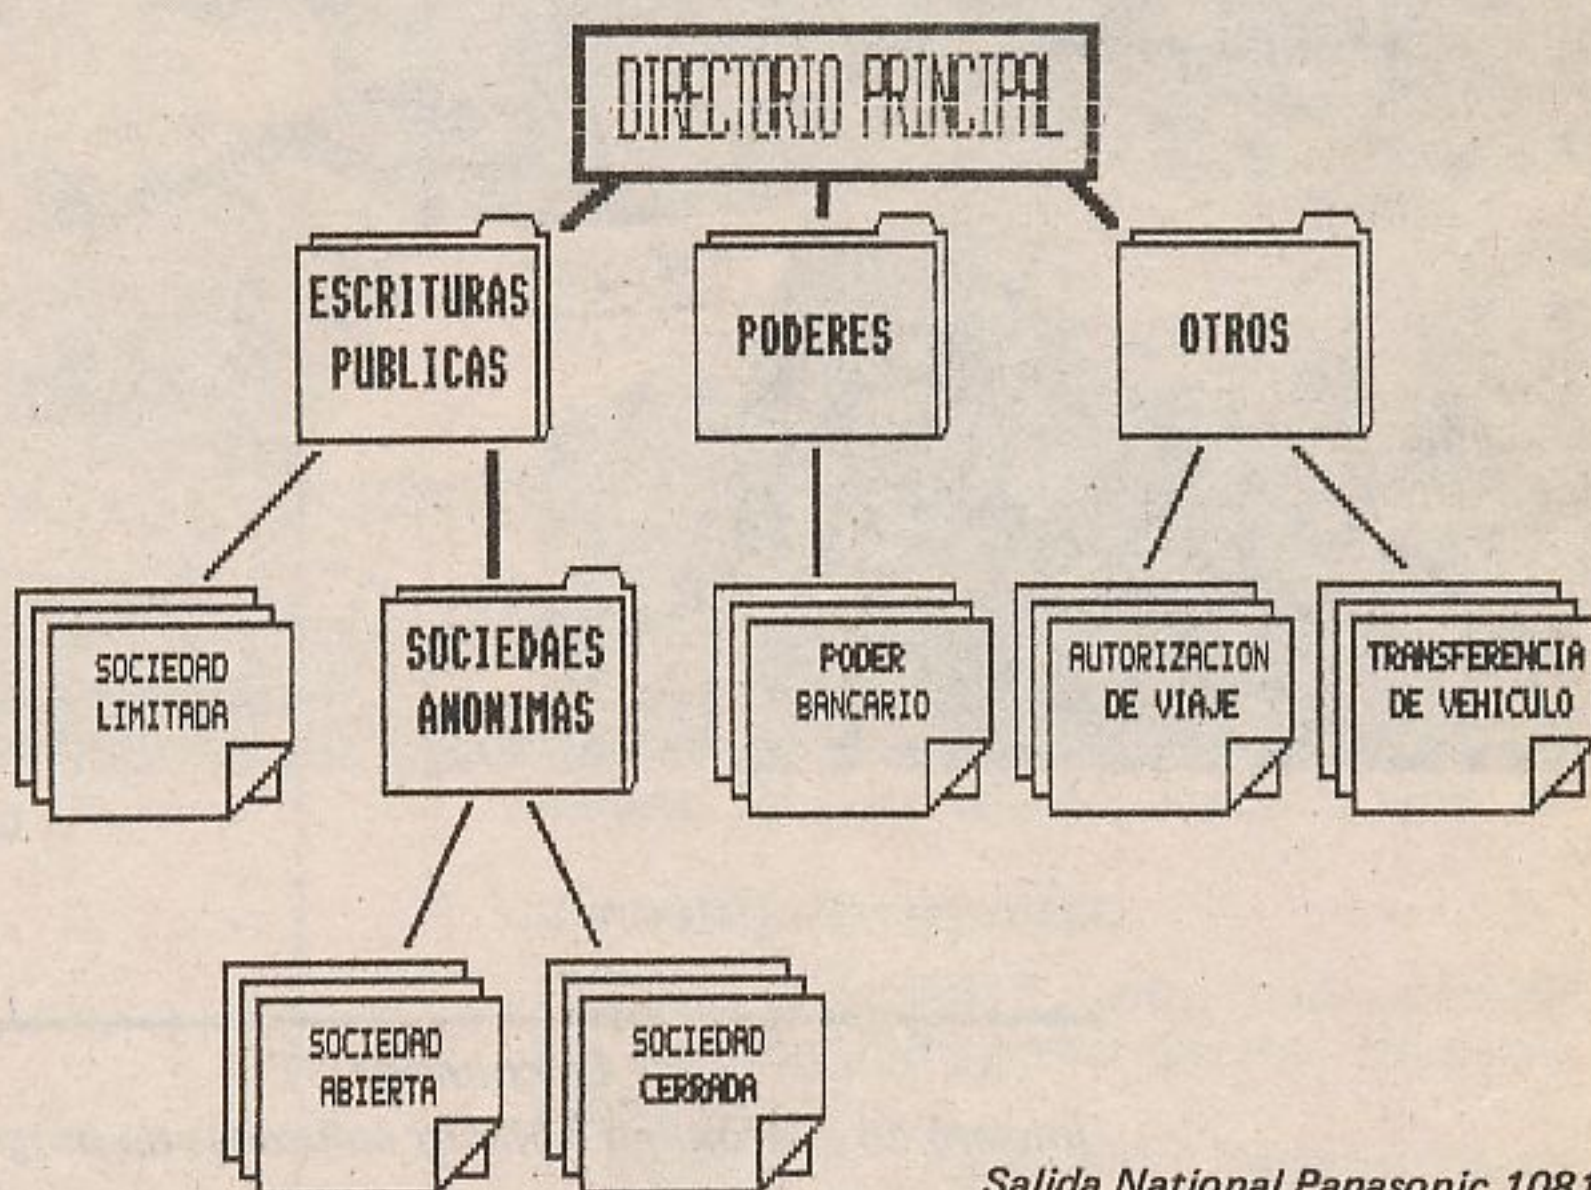 DIRECTORIO PRINCIPAL
ESCRITURAS
PUBLICAS
PODERES
OTROS
SOCIEDAD
LIMITADA
SOCIEDAES
ANONIMAS
PODER
BANCARIO
AUTORIZACION
DE VIAJE
TRANSFERENCIA
DE VEHICULO
SOCIEDAD
ABIERTA
SOCIEDAD
CERRADA
Salida National Panasonic 1081